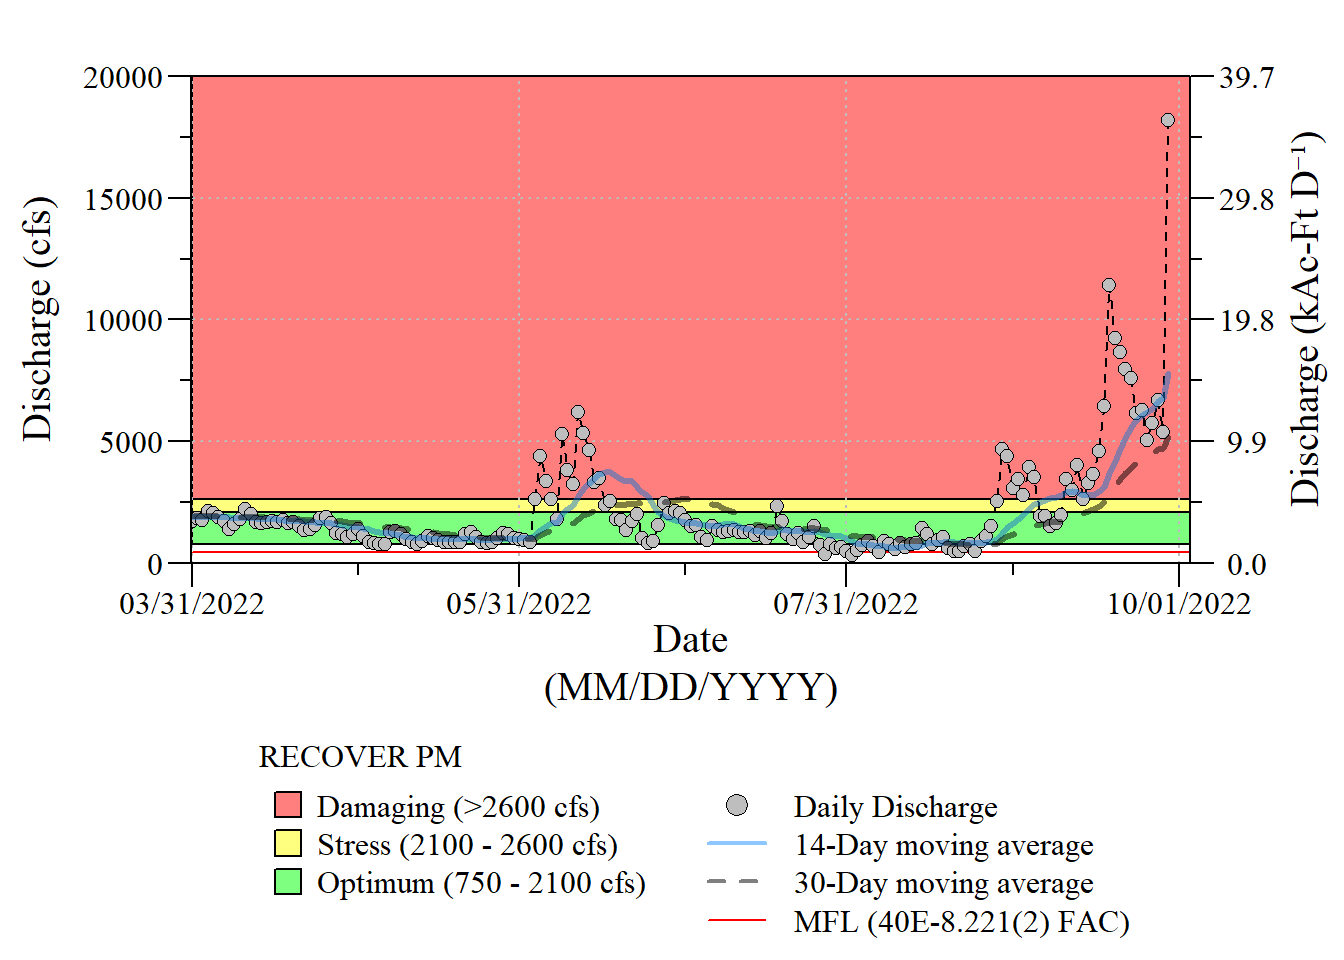 20000
15000
10000
5000
0
Discharge (cfs)
39.7
29.8
19.8
9.9
0.0
Discharge (kAc-Ft D⁻¹)
03/31/2022
05/31/2022
07/31/2022
10/01/2022
Date
(MM/DD/YYYY)
RECOVER PM
Damaging (>2600 cfs)
Stress (2100 - 2600 cfs)
Optimum (750 - 2100 cfs)
Daily Discharge
14-Day moving average
30-Day moving average
MFL (40E-8.221(2) FAC)